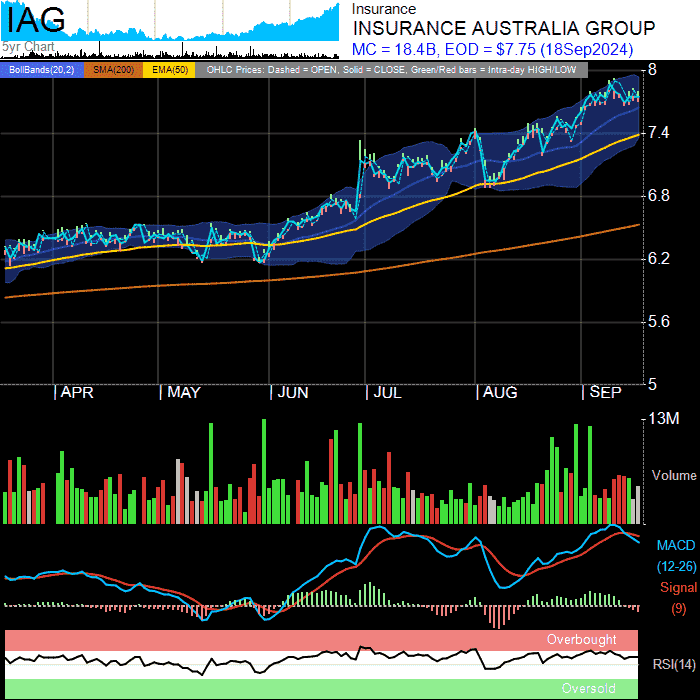 IAG
5yr Chart
Insurance
INSURANCE AUSTRALIA GROUP
MC = 18.4B, EOD = $7.75 (18Sep2024)
BollBands(20,2) SMA(200) EMA(50) OHLC Prices: Dashed = OPEN, Solid = CLOSE, Green/Red bars = Intra-day HIGH/LOW
8
7.4
6.8
6.2
5.6
5
APR MAY JUN JUL AUG SEP
13M
Volume
MACD
(12-26)
Signal
(9)
Overbought
RSI(14)
Oversold